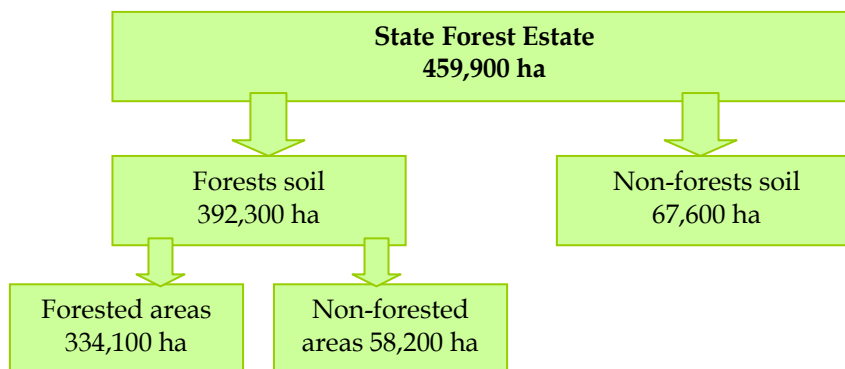 State Forest Estate
459,900 ha
Forests soil
392,300 ha
Non-forests soil
67,600 ha
Forested areas
334,100 ha
Non-forested
areas 58,200 ha